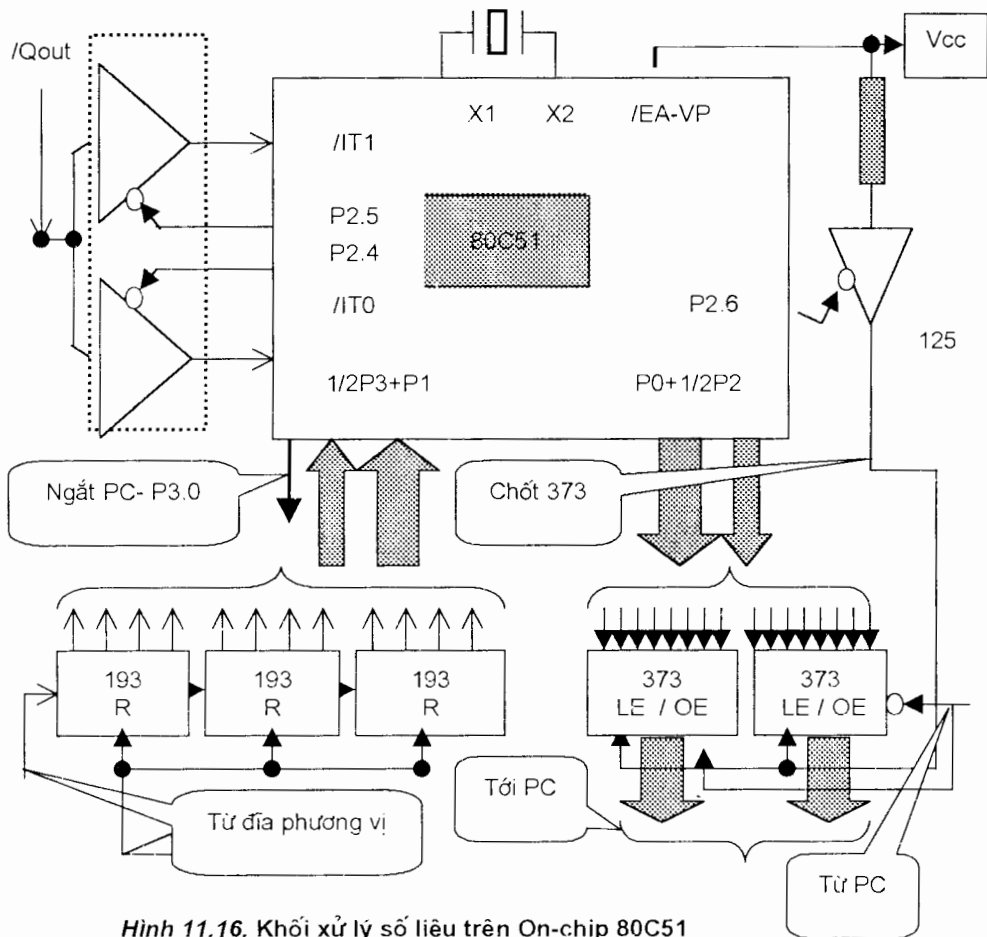 /Qout
Vcc
X1 X2 /EA-VP
/IT1
P2.5
80C51
P2.4
/IT0
P2.6
125
1/2P3+P1
P0+1/2P2
Ngắt PC- P3.0
Chốt 373
193
R
193
R
193
R
373
LE / OE
373
LE / OE
Từ đĩa phương vị
Tới PC
Từ PC
Hình 11.16. Khối xử lý số liệu trên On-chip 80C51